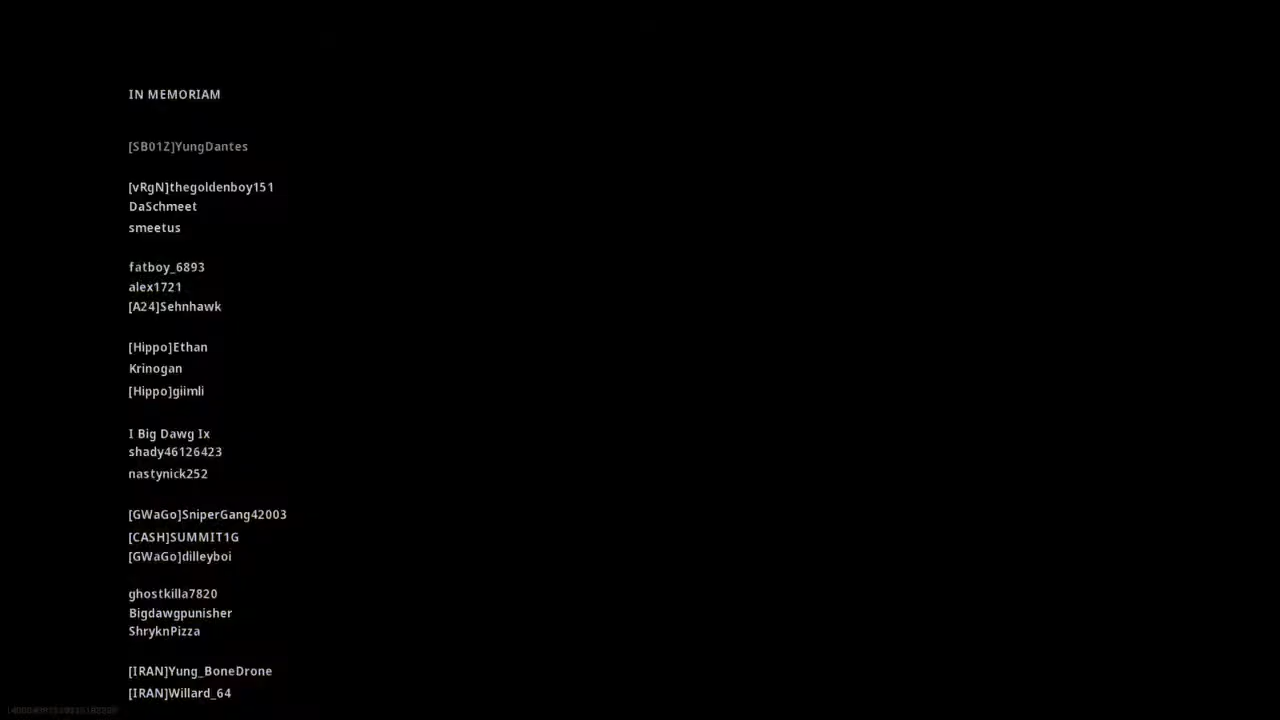 IN MEMORIAM
[SB01Z]YungDantes
[vRgN]thegoldenboy151
DaSchmeet
smeetus
fatboy_6893
alex1721
[A24]Sehnhawk
[Hippo]Ethan
Krinogan
[Hippo]giimli
I Big Dawg Ix
shady46126423
nastynick252
[GWaGo]SniperGang42003
[CASH]SUMMIT1G
[GWaGo]dilleyboi
ghostkilla7820
Bigdawgpunisher
ShryknPizza
[IRAN]Yung_BoneDrone
[IRAN]Willard_64